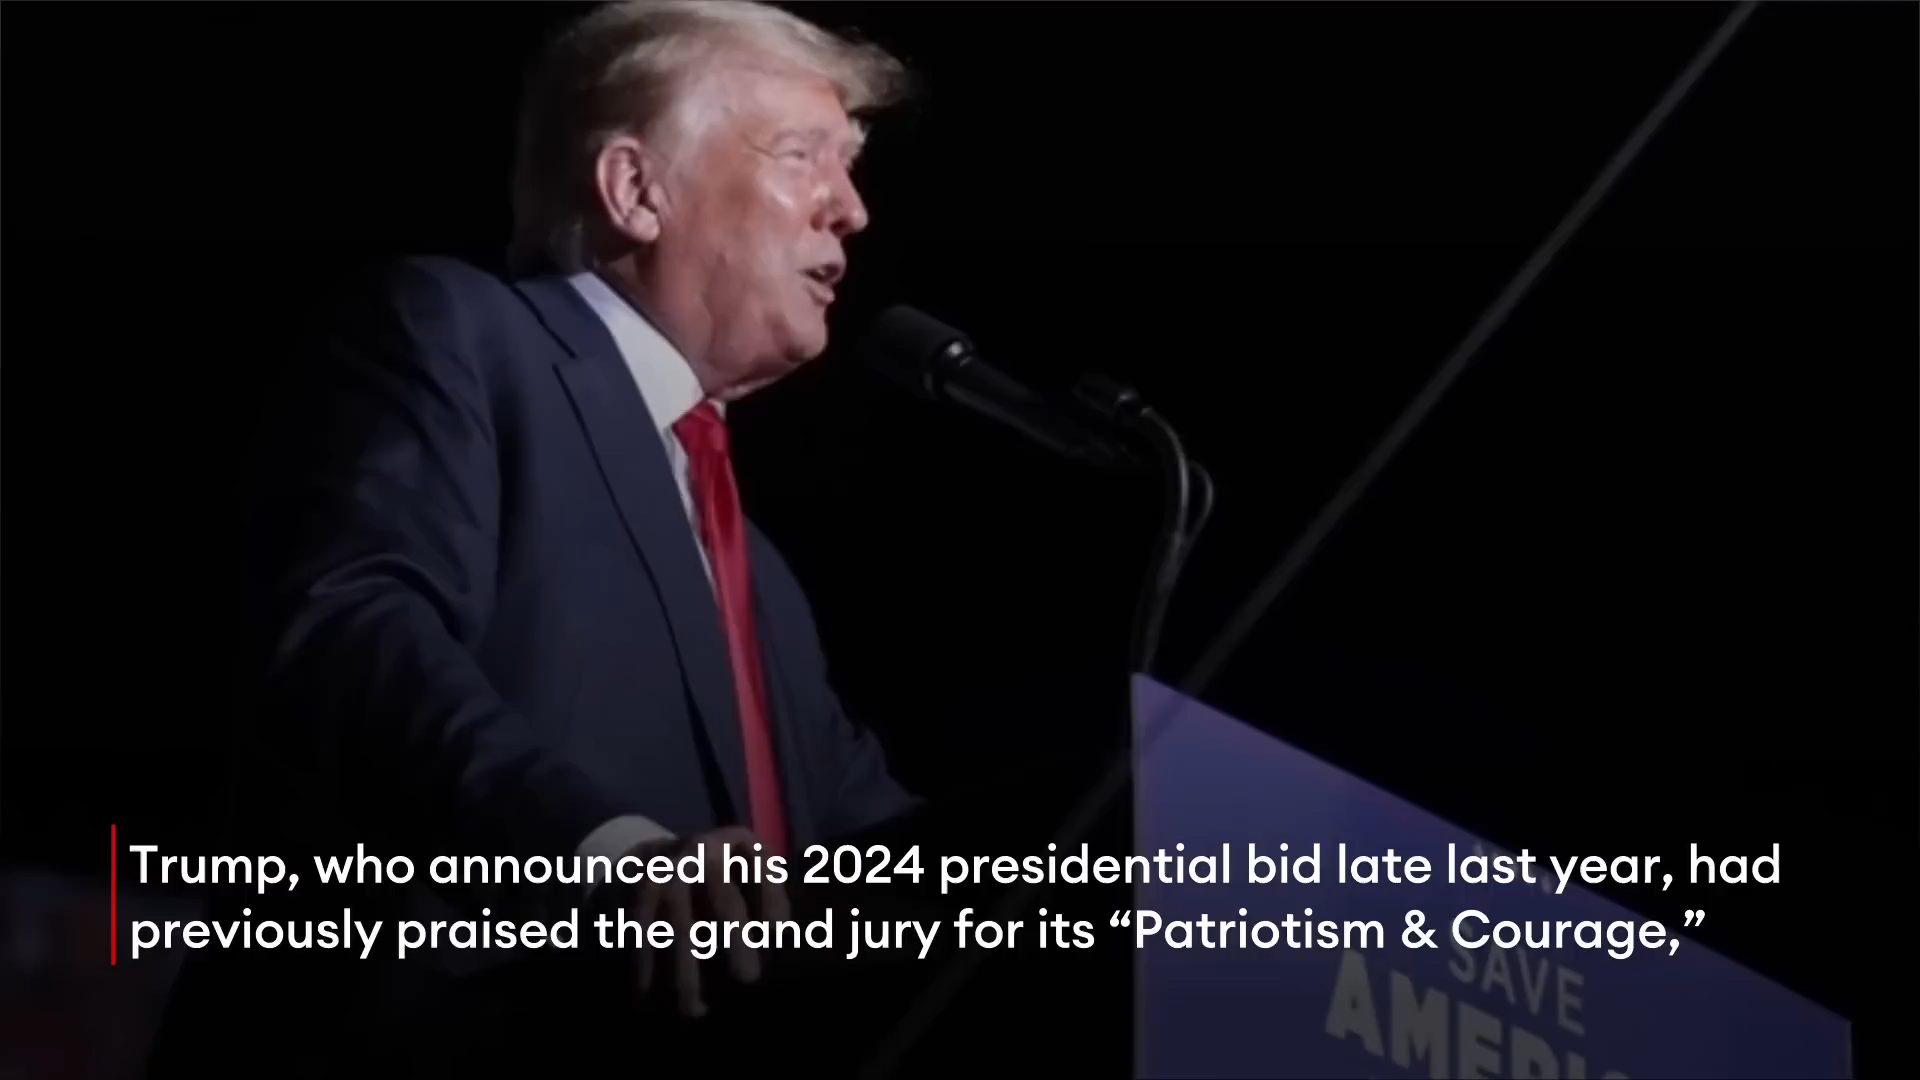 Trump, who announced his 2024 presidential bid late last year, had
previously praised the grand jury for its “Patriotism & Courage,”
SAVE